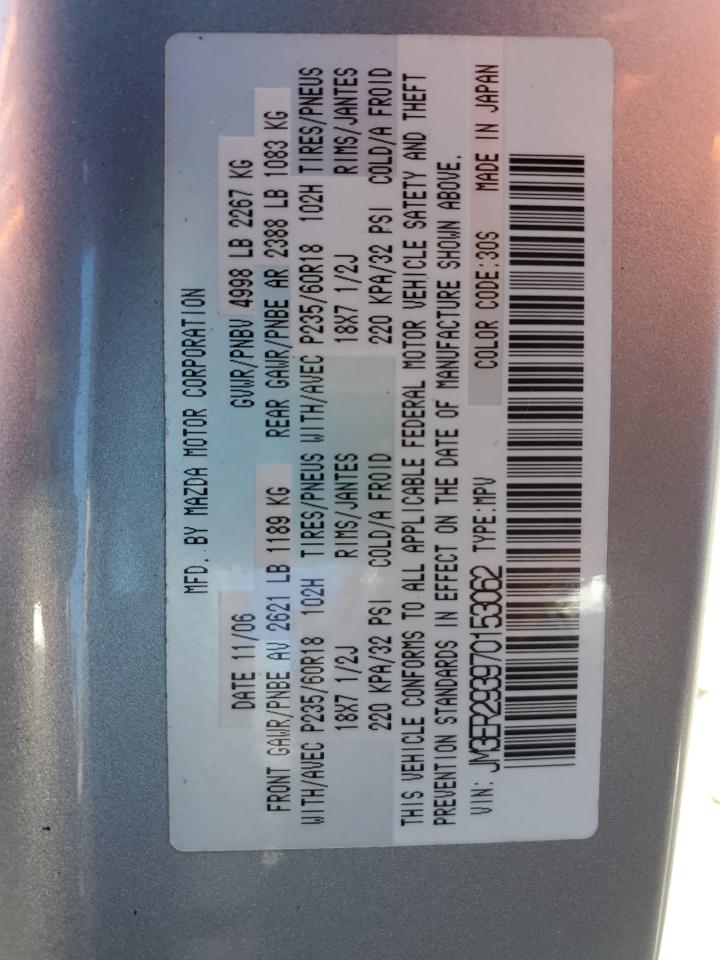 MFD. BY MAZDA MOTOR CORPORATION
DATE 11/06 GVWR/PNBV 4998 LB 2267 KG
FRONT GAWR/PNBE AV 2621 LB 1189 KG REAR GAWR/PNBE AR 2388 LB 1083 KG
WITH/AVEC P235/60R18 102H TIRES/PNEUS WITH/AVEC P235/60R18 102H TIRES/PNEUS
18X7 1/2J RIMS/JANTES 18X7 1/2J RIMS/JANTES
220 KPA/32 PSI COLD/A FROID 220 KPA/32 PSI COLD/A FROID
THIS VEHICLE CONFORMS TO ALL APPLICABLE FEDERAL MOTOR VEHICLE SAFETY AND THEFT
PREVENTION STANDARDS IN EFFECT ON THE DATE OF MANUFACTURE SHOWN ABOVE.
VIN: JM3ER293970153062 TYPE:MPV COLOR CODE:30S MADE IN JAPAN